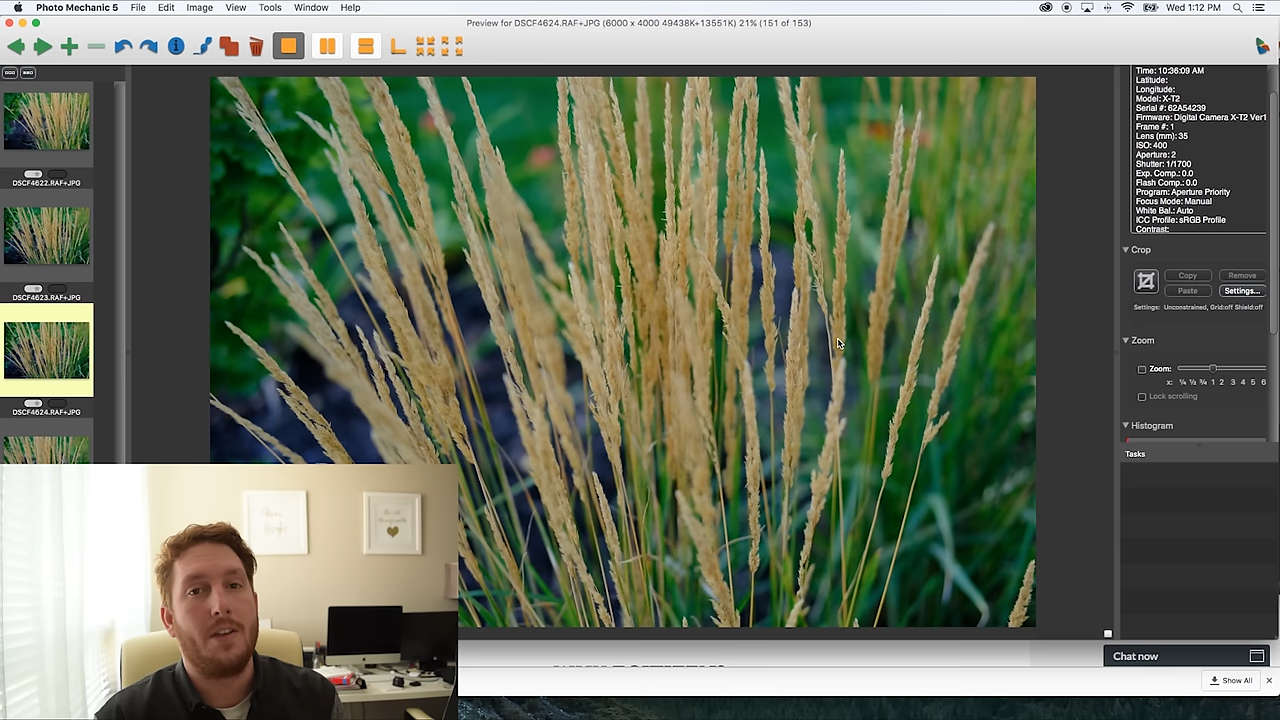 Photo Mechanic 5 File Edit Image View Tools Window Help
Wed 1:12 PM
Preview for DSCF4624.RAF+JPG (6000 x 4000 49438K+13551K) 21% (151 of 153)
DSCF4622.RAF+JPG
DSCF4623.RAF+JPG
DSCF4624.RAF+JPG
Time: 10:36:09 AM
Latitude:
Longitude:
Model: X-T2
Serial #: 62A54239
Firmware: Digital Camera X-T2 Ver1
Frame #: 1
Lens (mm): 35
ISO: 400
Aperture: 2
Shutter: 1/1700
Exp. Comp.: 0.0
Flash Comp.: 0.0
Program: Aperture Priority
Focus Mode: Manual
White Bal.: Auto
ICC Profile: sRGB Profile
Contrast:
Crop
Copy Remove
Paste Settings...
Settings: Unconstrained, Grid:off Shield:off
Zoom
Zoom:
x: ¼ ½ ¾ 1 2 3 4 5 6
Lock scrolling
Histogram
Tasks
Chat now
Show All